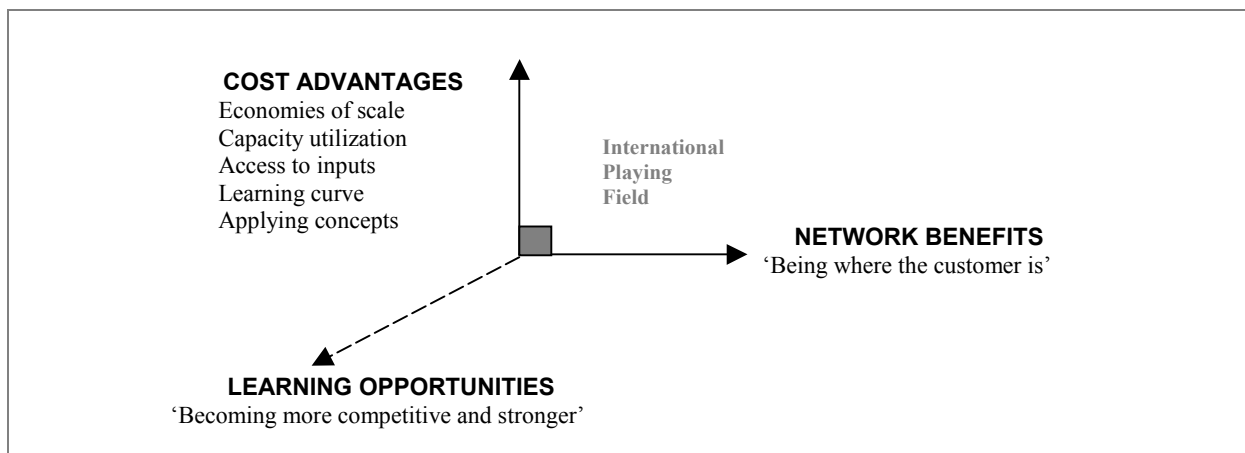 COST ADVANTAGES
Economies of scale
Capacity utilization
Access to inputs
Learning curve
Applying concepts
International
Playing
Field
NETWORK BENEFITS
‘Being where the customer is’
LEARNING OPPORTUNITIES
‘Becoming more competitive and stronger’